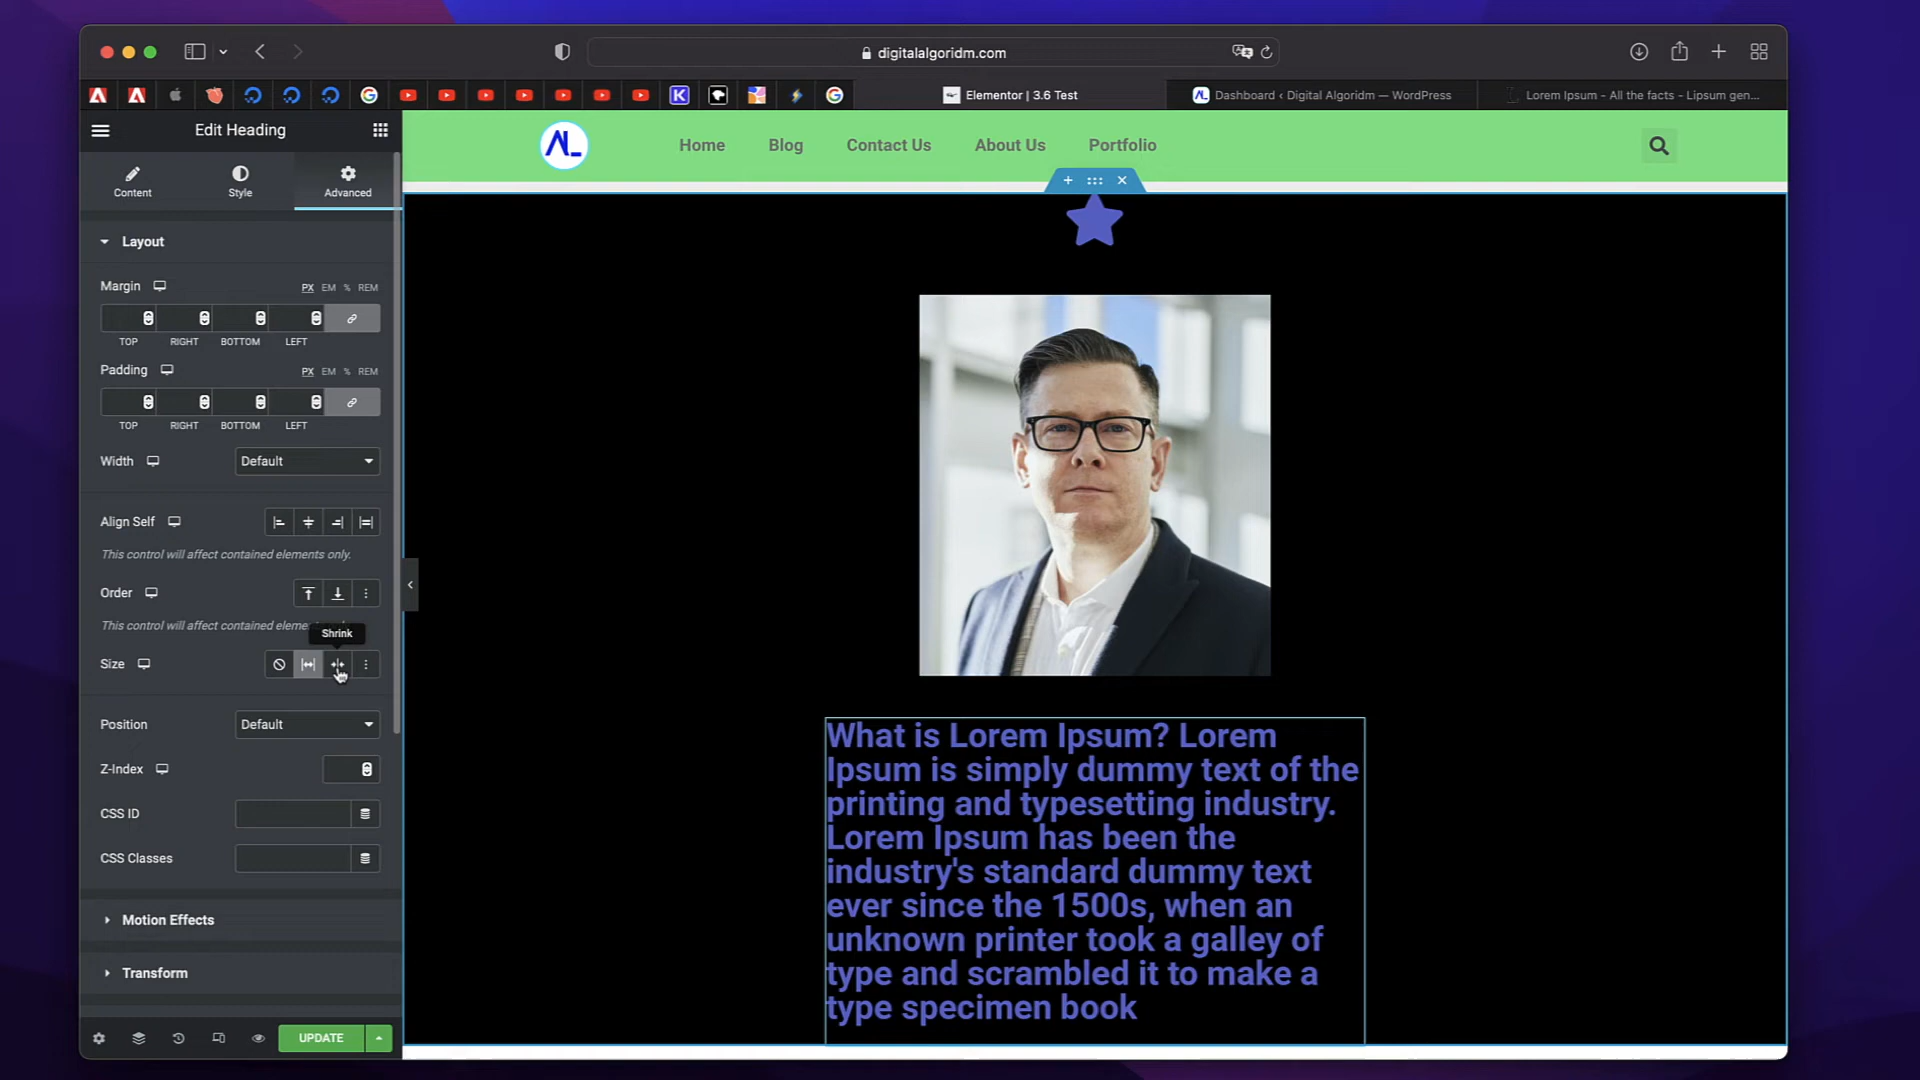 digitalalgoridm.com
Elementor | 3.6 Test
Dashboard ‹ Digital Algoridm — WordPress
Lorem Ipsum - All the facts - Lipsum gen...
Edit Heading
Content
Style
Advanced
AL_
Home
Blog
Contact Us
About Us
Portfolio
Layout
Margin
PX EM % REM
TOP RIGHT BOTTOM LEFT
Padding
PX EM % REM
TOP RIGHT BOTTOM LEFT
Width
Default
Align Self
This control will affect contained elements only.
Order
This control will affect contained eleme
Shrink
Size
Position
Default
Z-Index
CSS ID
CSS Classes
Motion Effects
Transform
UPDATE
What is Lorem Ipsum? Lorem
Ipsum is simply dummy text of the
printing and typesetting industry.
Lorem Ipsum has been the
industry's standard dummy text
ever since the 1500s, when an
unknown printer took a galley of
type and scrambled it to make a
type specimen book